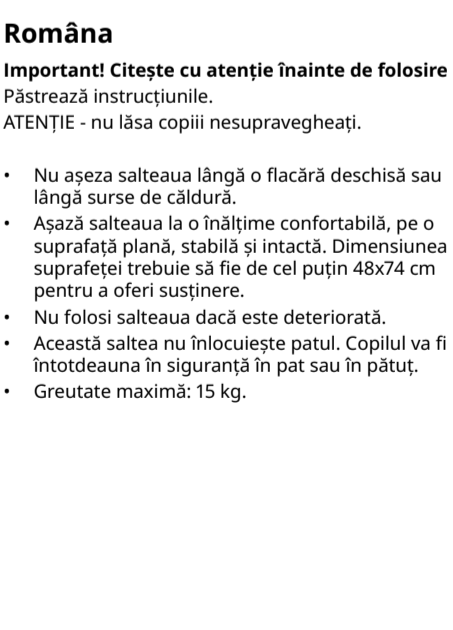 Româna
Important! Citește cu atenție înainte de folosire
Păstrează instrucțiunile.
ATENȚIE - nu lăsa copiii nesupravegheați.
• Nu așeza salteaua lângă o flacără deschisă sau
lângă surse de căldură.
• Așază salteaua la o înălțime confortabilă, pe o
suprafață plană, stabilă și intactă. Dimensiunea
suprafeței trebuie să fie de cel puțin 48x74 cm
pentru a oferi susținere.
• Nu folosi salteaua dacă este deteriorată.
• Această saltea nu înlocuiește patul. Copilul va fi
întotdeauna în siguranță în pat sau în pătuț.
• Greutate maximă: 15 kg.